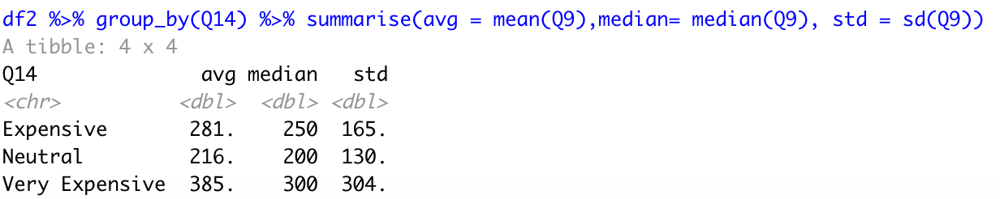 df2 %>% group_by(Q14) %>% summarise(avg = mean(Q9),median= median(Q9), std = sd(Q9))
A tibble: 4 x 4
Q14 avg median std
<chr> <dbl> <dbl> <dbl>
Expensive 281. 250 165.
Neutral 216. 200 130.
Very Expensive 385. 300 304.